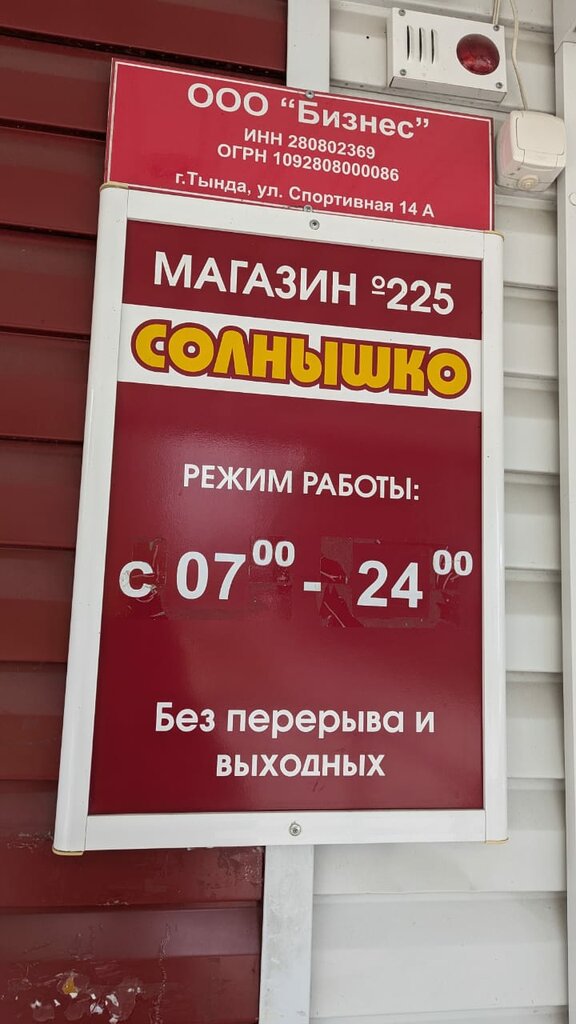 ООО “Бизнес”
ИНН 280802369
ОГРН 1092808000086
г.Тында, ул. Спортивная 14 А
МАГАЗИН º225
СОЛНЫШКО
РЕЖИМ РАБОТЫ:
с 07⁰⁰ - 24⁰⁰
Без перерыва и
выходных